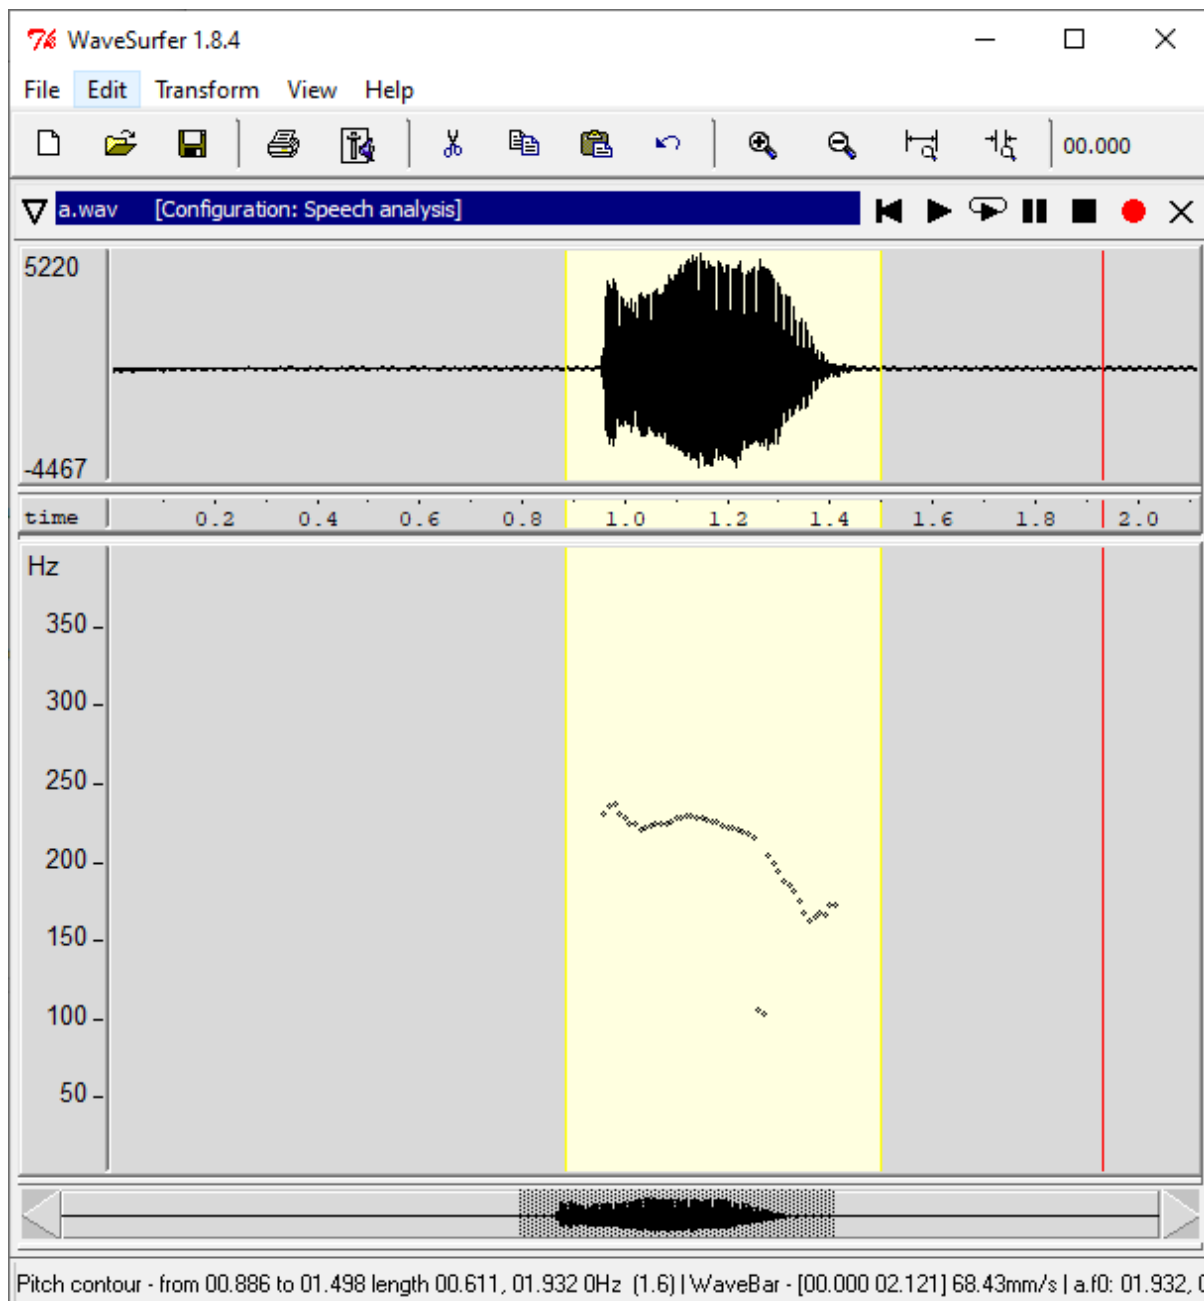 WaveSurfer 1.8.4
File Edit Transform View Help
00.000
a.wav [Configuration: Speech analysis]
5220
-4467
time 0.2 0.4 0.6 0.8 1.0 1.2 1.4 1.6 1.8 2.0
Hz
350
300
250
200
150
100
50
Pitch contour - from 00.886 to 01.498 length 00.611, 01.932 0Hz (1.6) | WaveBar - [00.000 02.121] 68.43mm/s | a.f0: 01.932,